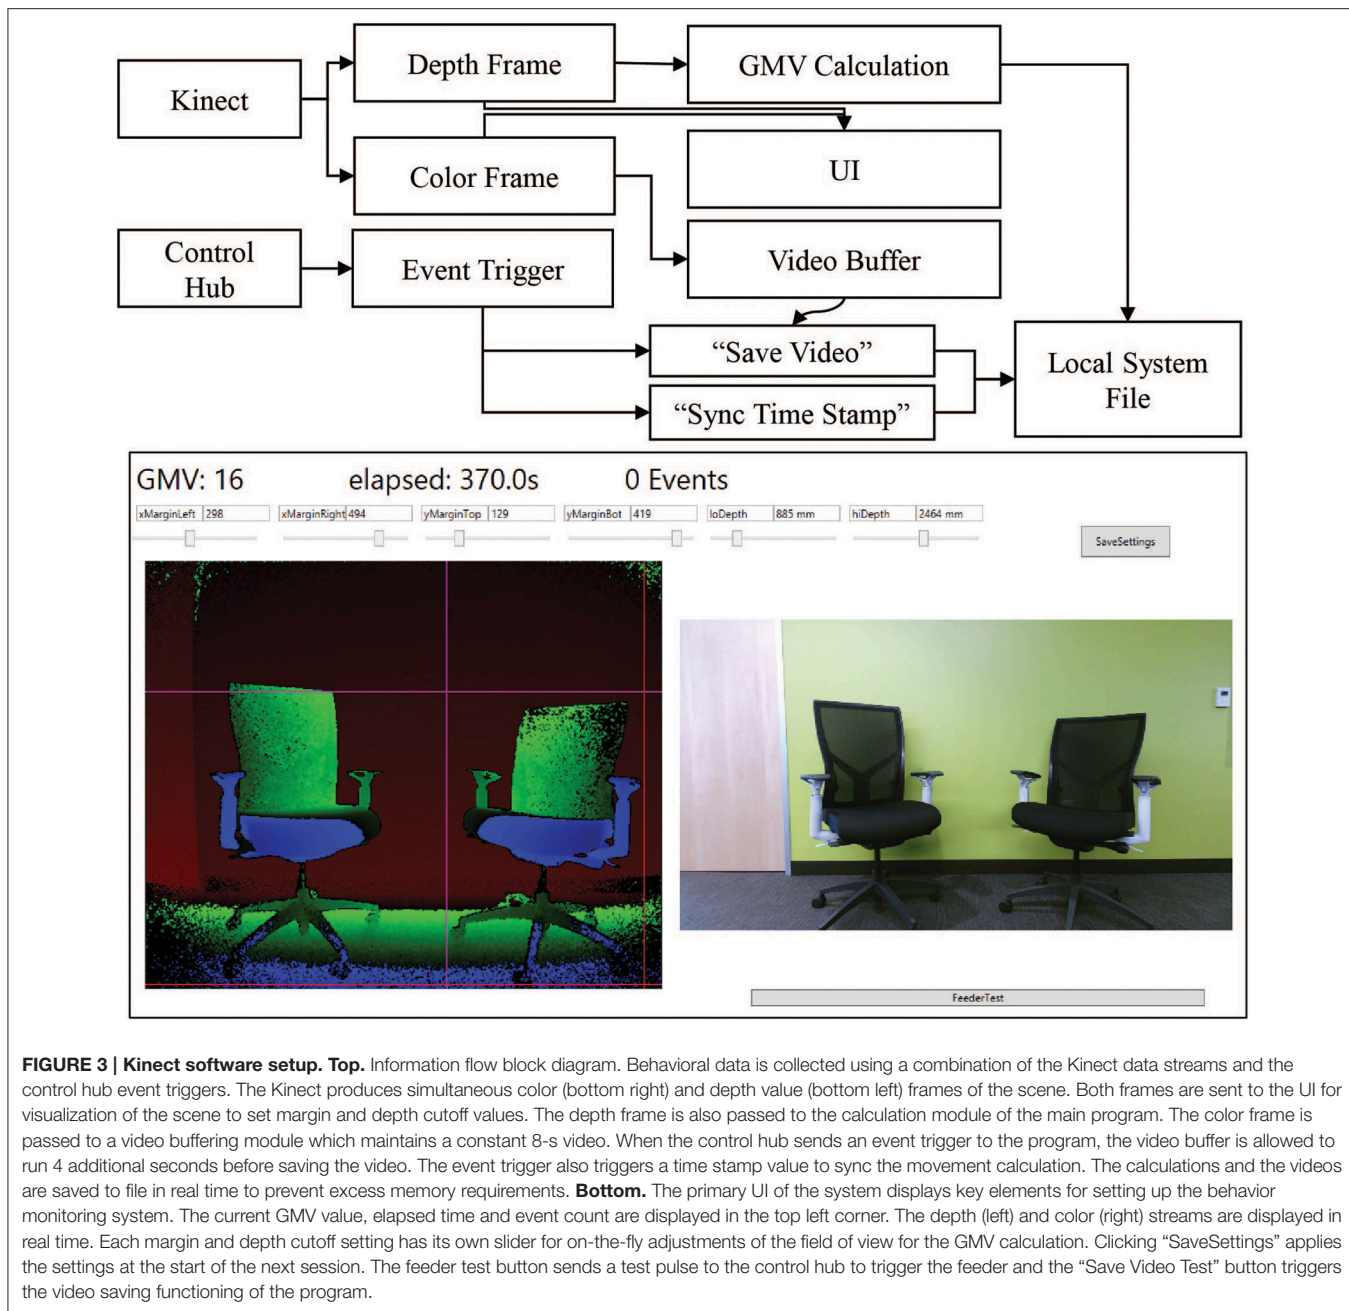 Depth Frame
GMV Calculation
Kinect
Color Frame
UI
Control
Hub
Event Trigger
Video Buffer
“Save Video”
Local System
File
“Sync Time Stamp”
GMV: 16 elapsed: 370.0s 0 Events
xMarginLeft 298 xMarginRight 494 yMarginTop 129 yMarginBot 419 loDepth 885 mm hiDepth 2464 mm
SaveSettings
FeederTest
FIGURE 3 | Kinect software setup. Top. Information flow block diagram. Behavioral data is collected using a combination of the Kinect data streams and the
control hub event triggers. The Kinect produces simultaneous color (bottom right) and depth value (bottom left) frames of the scene. Both frames are sent to the UI for
visualization of the scene to set margin and depth cutoff values. The depth frame is also passed to the calculation module of the main program. The color frame is
passed to a video buffering module which maintains a constant 8-s video. When the control hub sends an event trigger to the program, the video buffer is allowed to
run 4 additional seconds before saving the video. The event trigger also triggers a time stamp value to sync the movement calculation. The calculations and the videos
are saved to file in real time to prevent excess memory requirements. Bottom. The primary UI of the system displays key elements for setting up the behavior
monitoring system. The current GMV value, elapsed time and event count are displayed in the top left corner. The depth (left) and color (right) streams are displayed in
real time. Each margin and depth cutoff setting has its own slider for on-the-fly adjustments of the field of view for the GMV calculation. Clicking “SaveSettings” applies
the settings at the start of the next session. The feeder test button sends a test pulse to the control hub to trigger the feeder and the “Save Video Test” button triggers
the video saving functioning of the program.